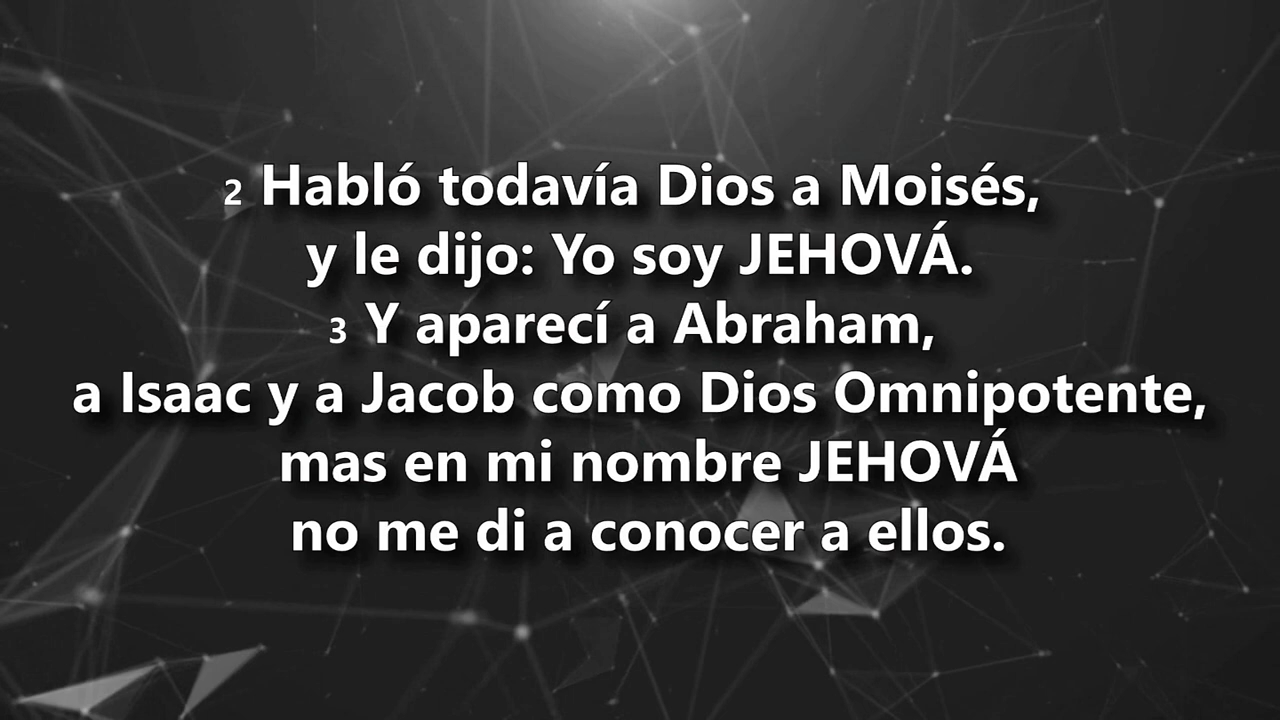 2 Habló todavía Dios a Moisés,
y le dijo: Yo soy JEHOVÁ.
3 Y aparecí a Abraham,
a Isaac y a Jacob como Dios Omnipotente,
mas en mi nombre JEHOVÁ
no me di a conocer a ellos.